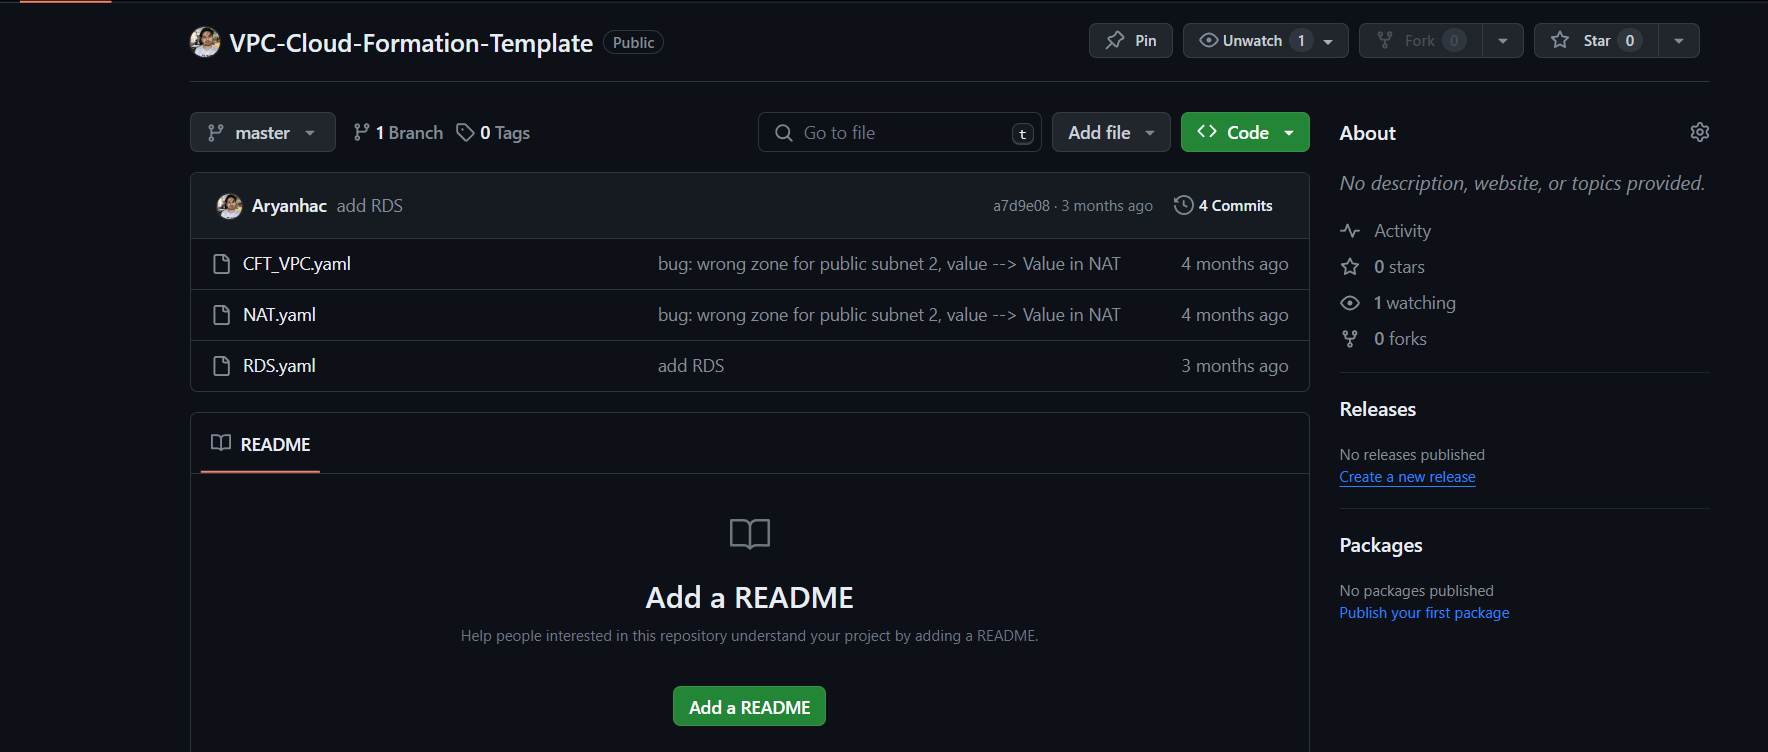 VPC-Cloud-Formation-Template Public Pin Unwatch 1 Fork 0 Star 0
master 1 Branch 0 Tags Go to file t Add file Code
Aryanhac add RDS a7d9e08 · 3 months ago 4 Commits
CFT_VPC.yaml bug: wrong zone for public subnet 2, value --> Value in NAT 4 months ago
NAT.yaml bug: wrong zone for public subnet 2, value --> Value in NAT 4 months ago
RDS.yaml add RDS 3 months ago
README
Add a README
Help people interested in this repository understand your project by adding a README.
Add a README
About
No description, website, or topics provided.
Activity
0 stars
1 watching
0 forks
Releases
No releases published
Create a new release
Packages
No packages published
Publish your first package